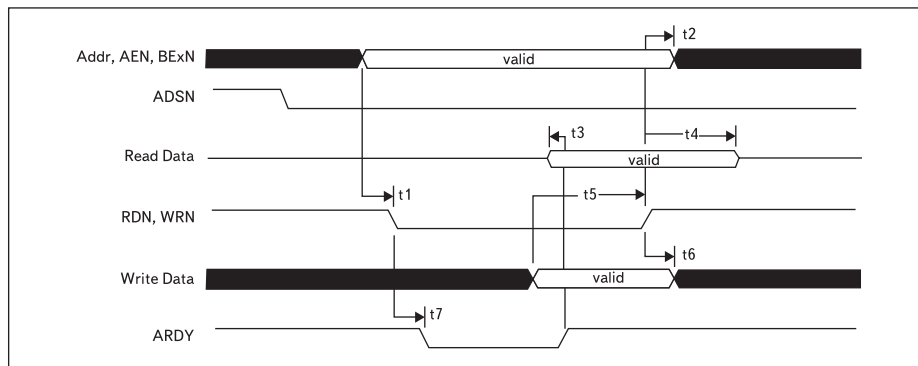 t2
Addr, AEN, BExN valid
ADSN
t3 t4
Read Data valid
t1 t5
RDN, WRN
t6
Write Data valid
t7
ARDY